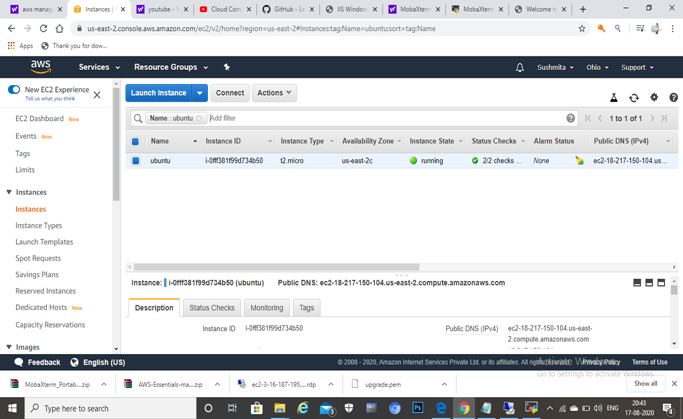 aws manag
Instances |
youtube - Y
Cloud Com
GitHub - Le
IIS Window
MobaXterm
MobaXterm
Welcome t
us-east-2.console.aws.amazon.com/ec2/v2/home?region=us-east-2#Instances:tag:Name=ubuntu;sort=tag:Name
Apps Thank you for dow...
aws Services Resource Groups Sushmita Ohio Support
New EC2 Experience
Tell us what you think
EC2 Dashboard New
Events New
Tags
Limits
Instances
Instances
Instance Types
Launch Templates
Spot Requests
Savings Plans
Reserved Instances
Dedicated Hosts New
Capacity Reservations
Images
Launch Instance Connect Actions
Name : ubuntu Add filter 1 to 1 of 1
Name Instance ID Instance Type Availability Zone Instance State Status Checks Alarm Status Public DNS (IPv4)
ubuntu i-0fff381f99d734b50 t2.micro us-east-2c running 2/2 checks ... None ec2-18-217-150-104.us...
Instance: i-0fff381f99d734b50 (ubuntu) Public DNS: ec2-18-217-150-104.us-east-2.compute.amazonaws.com
Description Status Checks Monitoring Tags
Instance ID i-0fff381f99d734b50 Public DNS (IPv4) ec2-18-217-150-104.us-east-
2.compute.amazonaws.com
Feedback English (US) © 2008 - 2020, Amazon Internet Services Private Ltd. or its affiliates. All rights reserved. Privacy Policy Terms of Use
Activate Windows
Go to Settings to activate Windows.
MobaXterm_Portab....zip AWS-Essentials-ma....zip ec2-3-16-187-195....rdp upgrade.pem Show all
Type here to search
20:43
17-08-2020